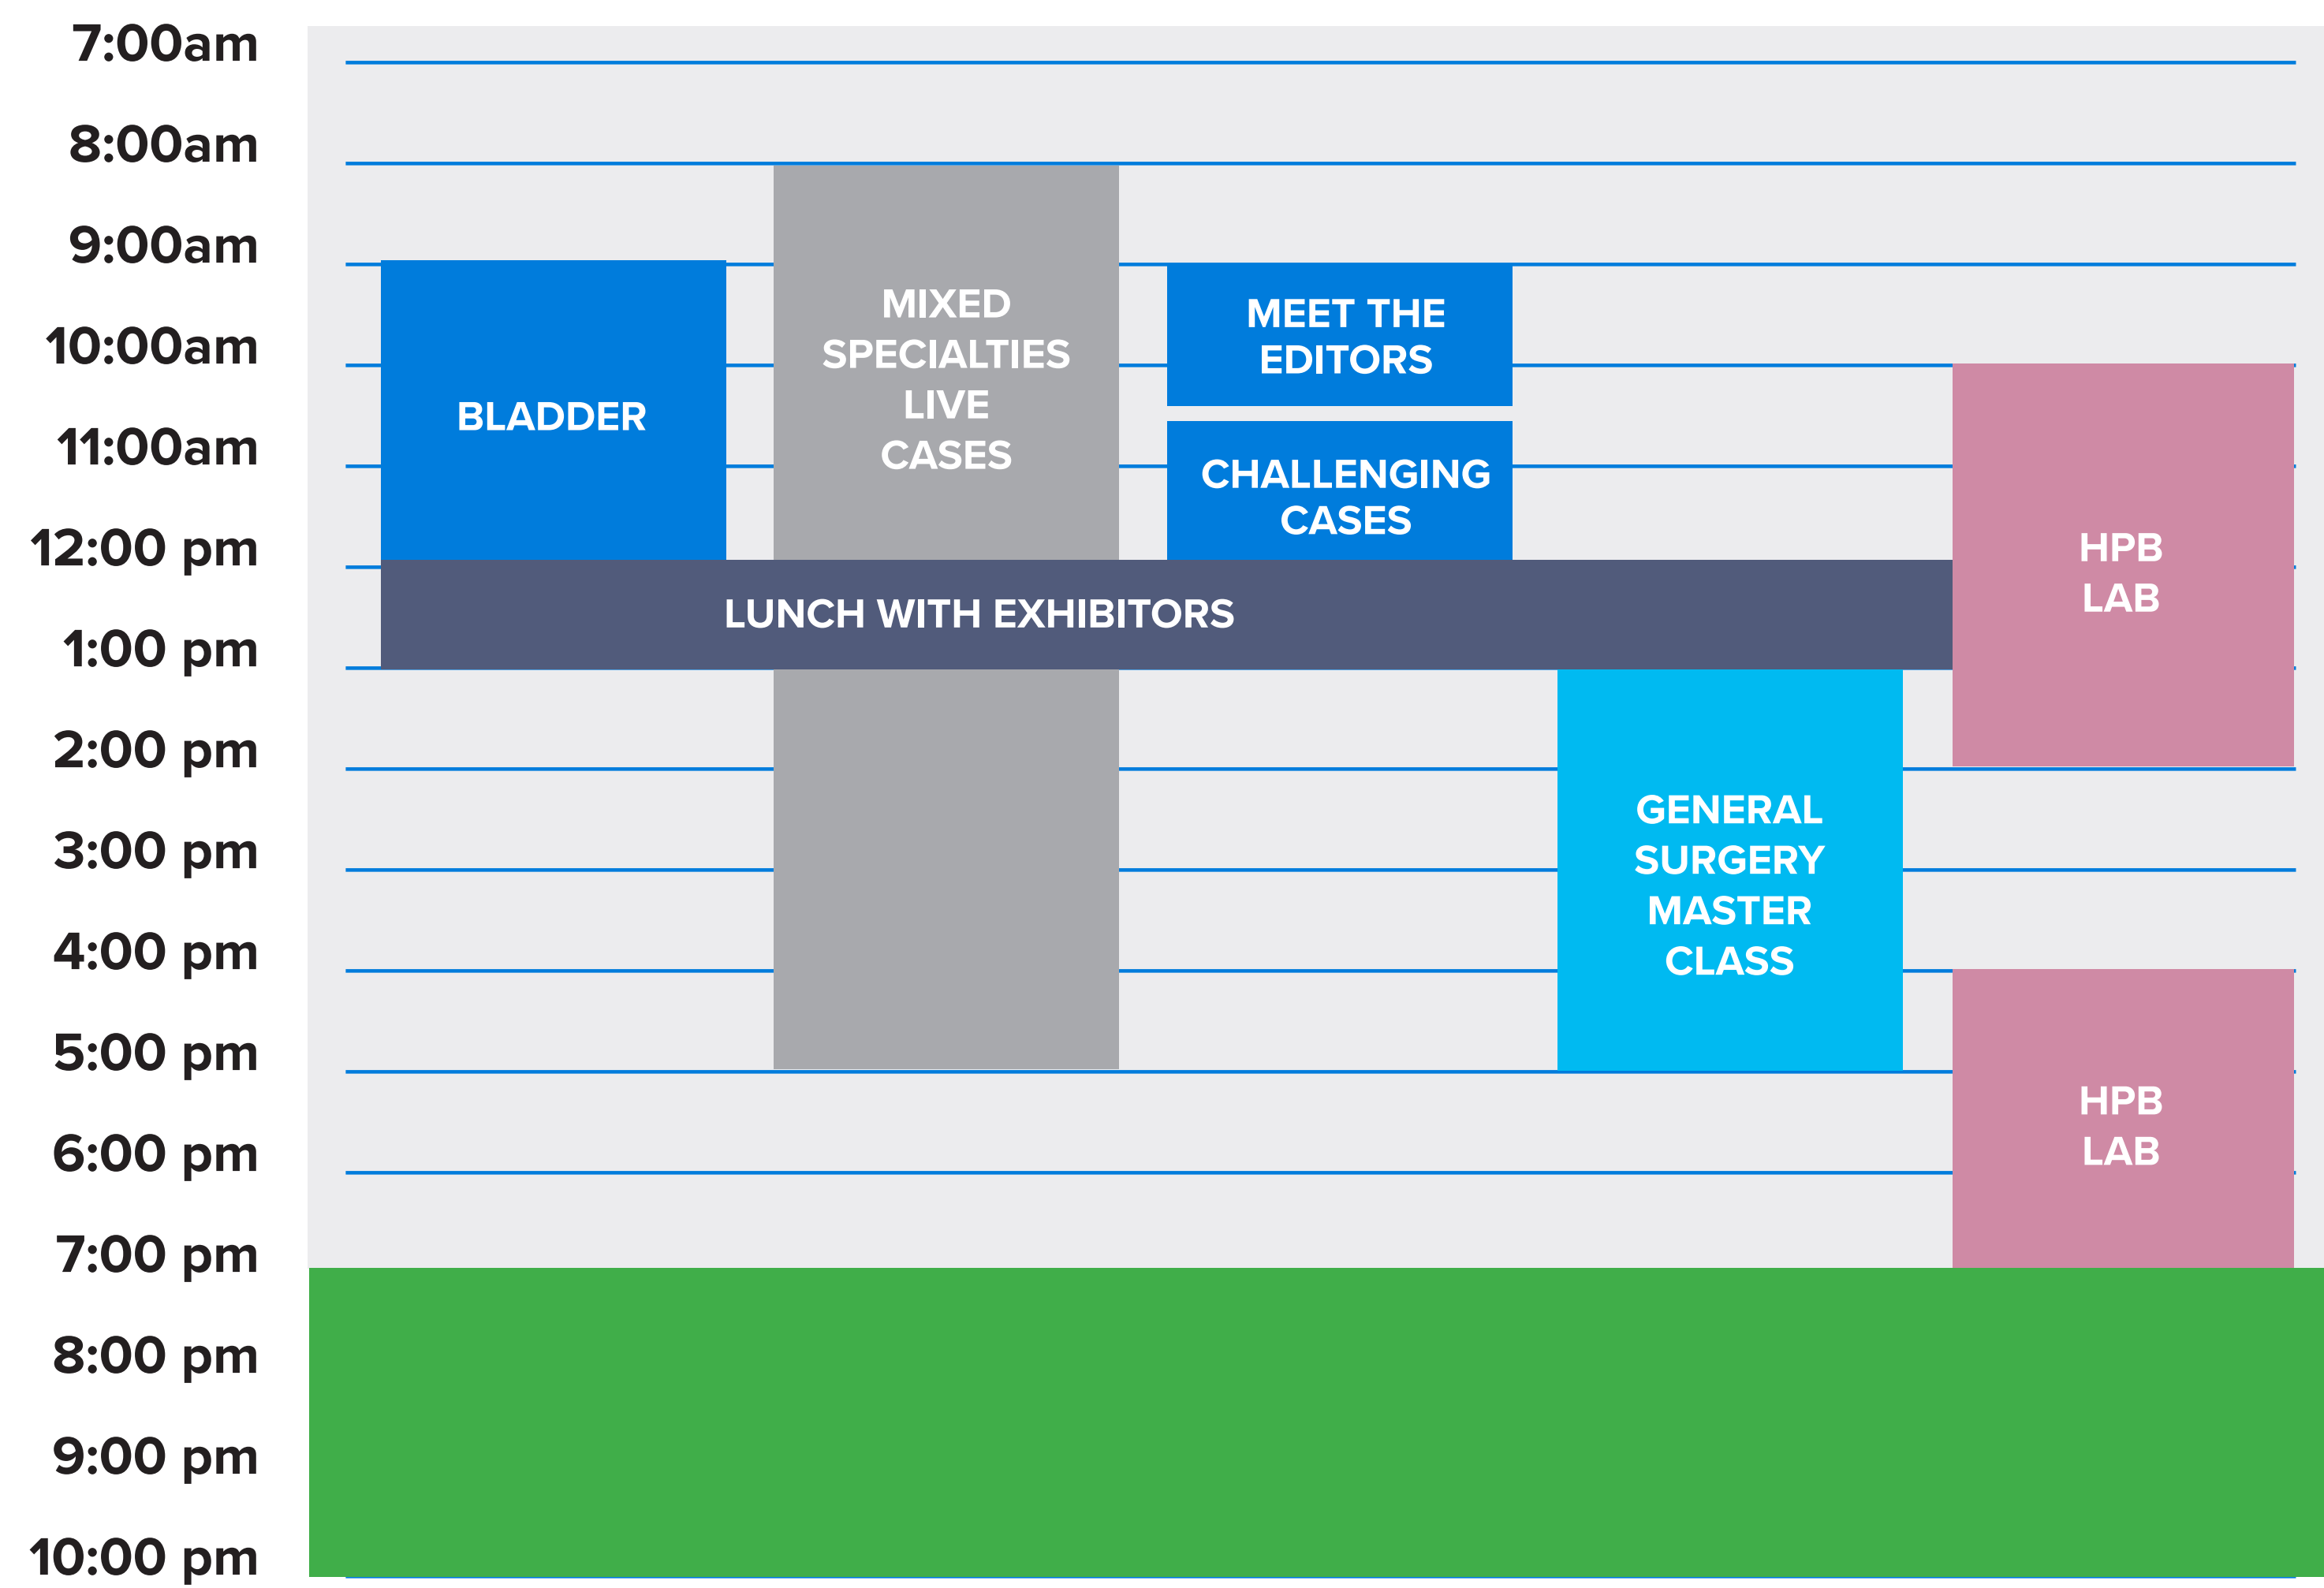 7:00am
8:00am
9:00am
10:00am
11:00am
12:00 pm
1:00 pm
2:00 pm
3:00 pm
4:00 pm
5:00 pm
6:00 pm
7:00 pm
8:00 pm
9:00 pm
10:00 pm
BLADDER
MIXED
SPECIALTIES
LIVE
CASES
MEET THE
EDITORS
CHALLENGING
CASES
LUNCH WITH EXHIBITORS
GENERAL
SURGERY
MASTER
CLASS
HPB
LAB
HPB
LAB